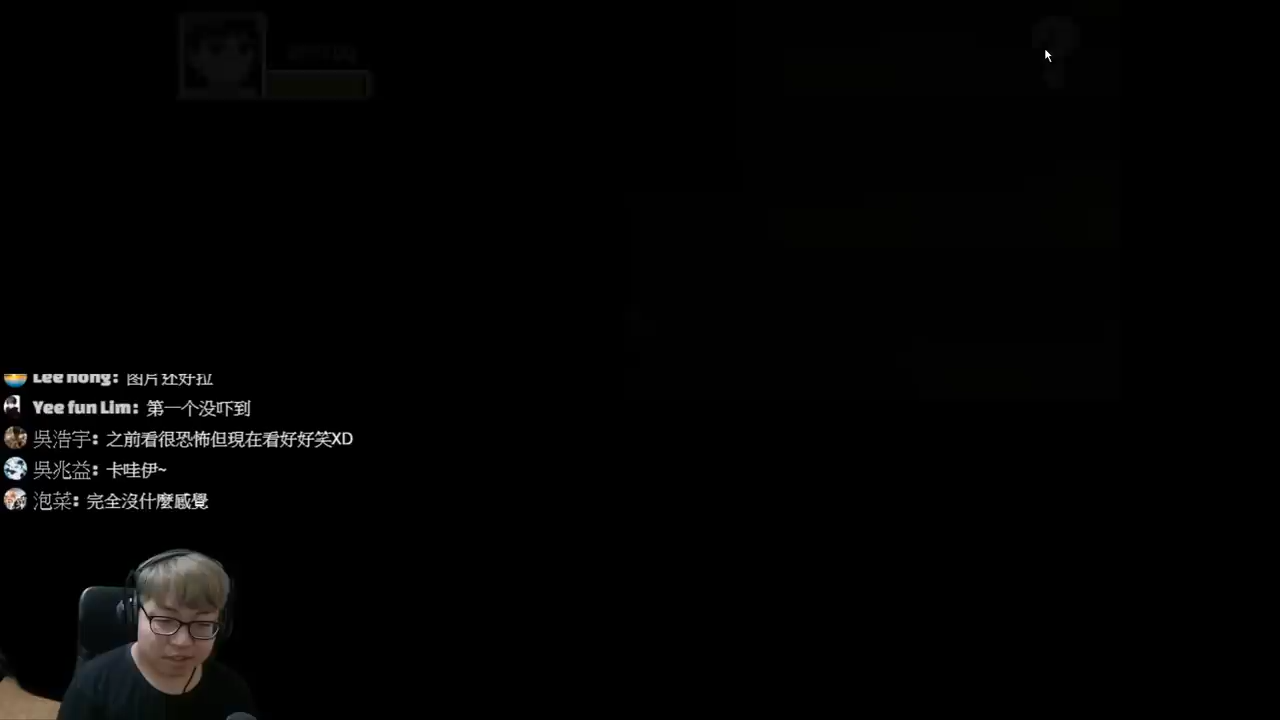 Lee hong: 图片还好拉
Yee fun Lim: 第一个没吓到
吳浩宇: 之前看很恐怖但現在看好好笑XD
吳兆益: 卡哇伊~
泡菜: 完全沒什麼感覺